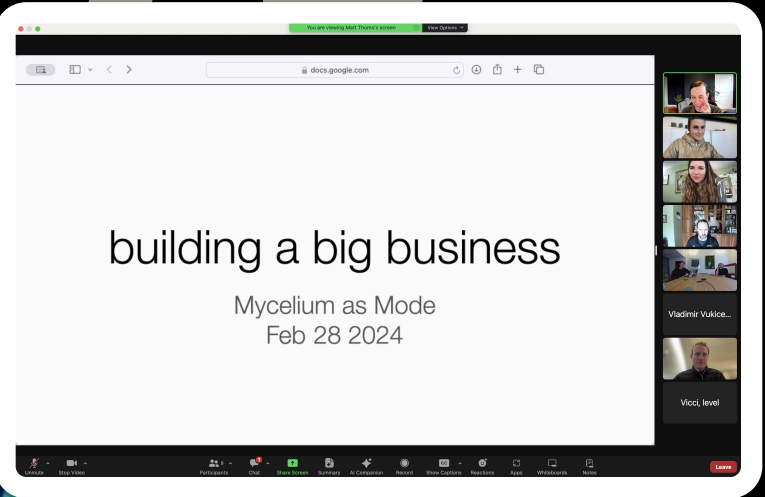 You are viewing Matt Thoms's screen
View Options
docs.google.com
building a big business
Mycelium as Mode
Feb 28 2024
Vladimir Vukice...
Vicci, level
Unmute
Stop Video
Participants
Chat
Share Screen
Summary
AI Companion
Record
Show Captions
Reactions
Apps
Whiteboards
Notes
Leave